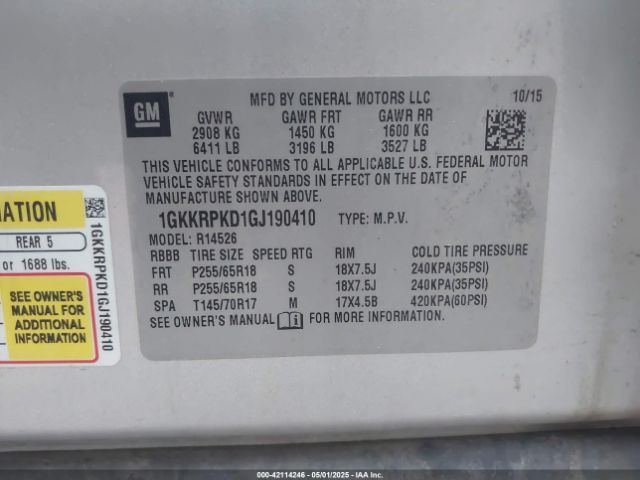 GM ®
MFD BY GENERAL MOTORS LLC 10/15
GVWR GAWR FRT GAWR RR
2908 KG 1450 KG 1600 KG
6411 LB 3196 LB 3527 LB
THIS VEHICLE CONFORMS TO ALL APPLICABLE U.S. FEDERAL MOTOR
VEHICLE SAFETY STANDARDS IN EFFECT ON THE DATE OF
MANUFACTURE SHOWN ABOVE.
1GKKRPKD1GJ190410 TYPE: M.P.V.
MODEL: R14526
RBBB TIRE SIZE SPEED RTG RIM COLD TIRE PRESSURE
FRT P255/65R18 S 18X7.5J 240KPA(35PSI)
RR P255/65R18 S 18X7.5J 240KPA(35PSI)
SPA T145/70R17 M 17X4.5B 420KPA(60PSI)
SEE OWNER'S MANUAL FOR MORE INFORMATION.
MATION
REAR 5
or 1688 lbs.
SEE OWNER'S
MANUAL FOR
ADDITIONAL
INFORMATION
1GKKRPKD1GJ190410
000-42114246 - 05/01/2025 - IAAI, Inc.